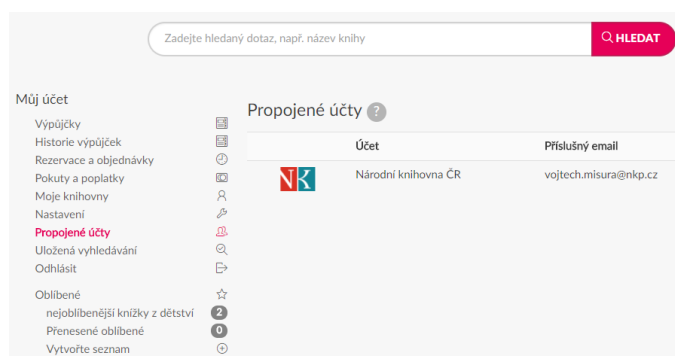 Zadejte hledaný dotaz, např. název knihy
HLEDAT
Můj účet
Výpůjčky
Historie výpůjček
Rezervace a objednávky
Pokuty a poplatky
Moje knihovny
Nastavení
Propojené účty
Uložená vyhledávání
Odhlásit
Oblíbené
nejoblíbenější knížky z dětství 2
Přenesené oblíbené 0
Vytvořte seznam
Propojené účty ?
Účet Příslušný email
NK Národní knihovna ČR vojtech.misura@nkp.cz